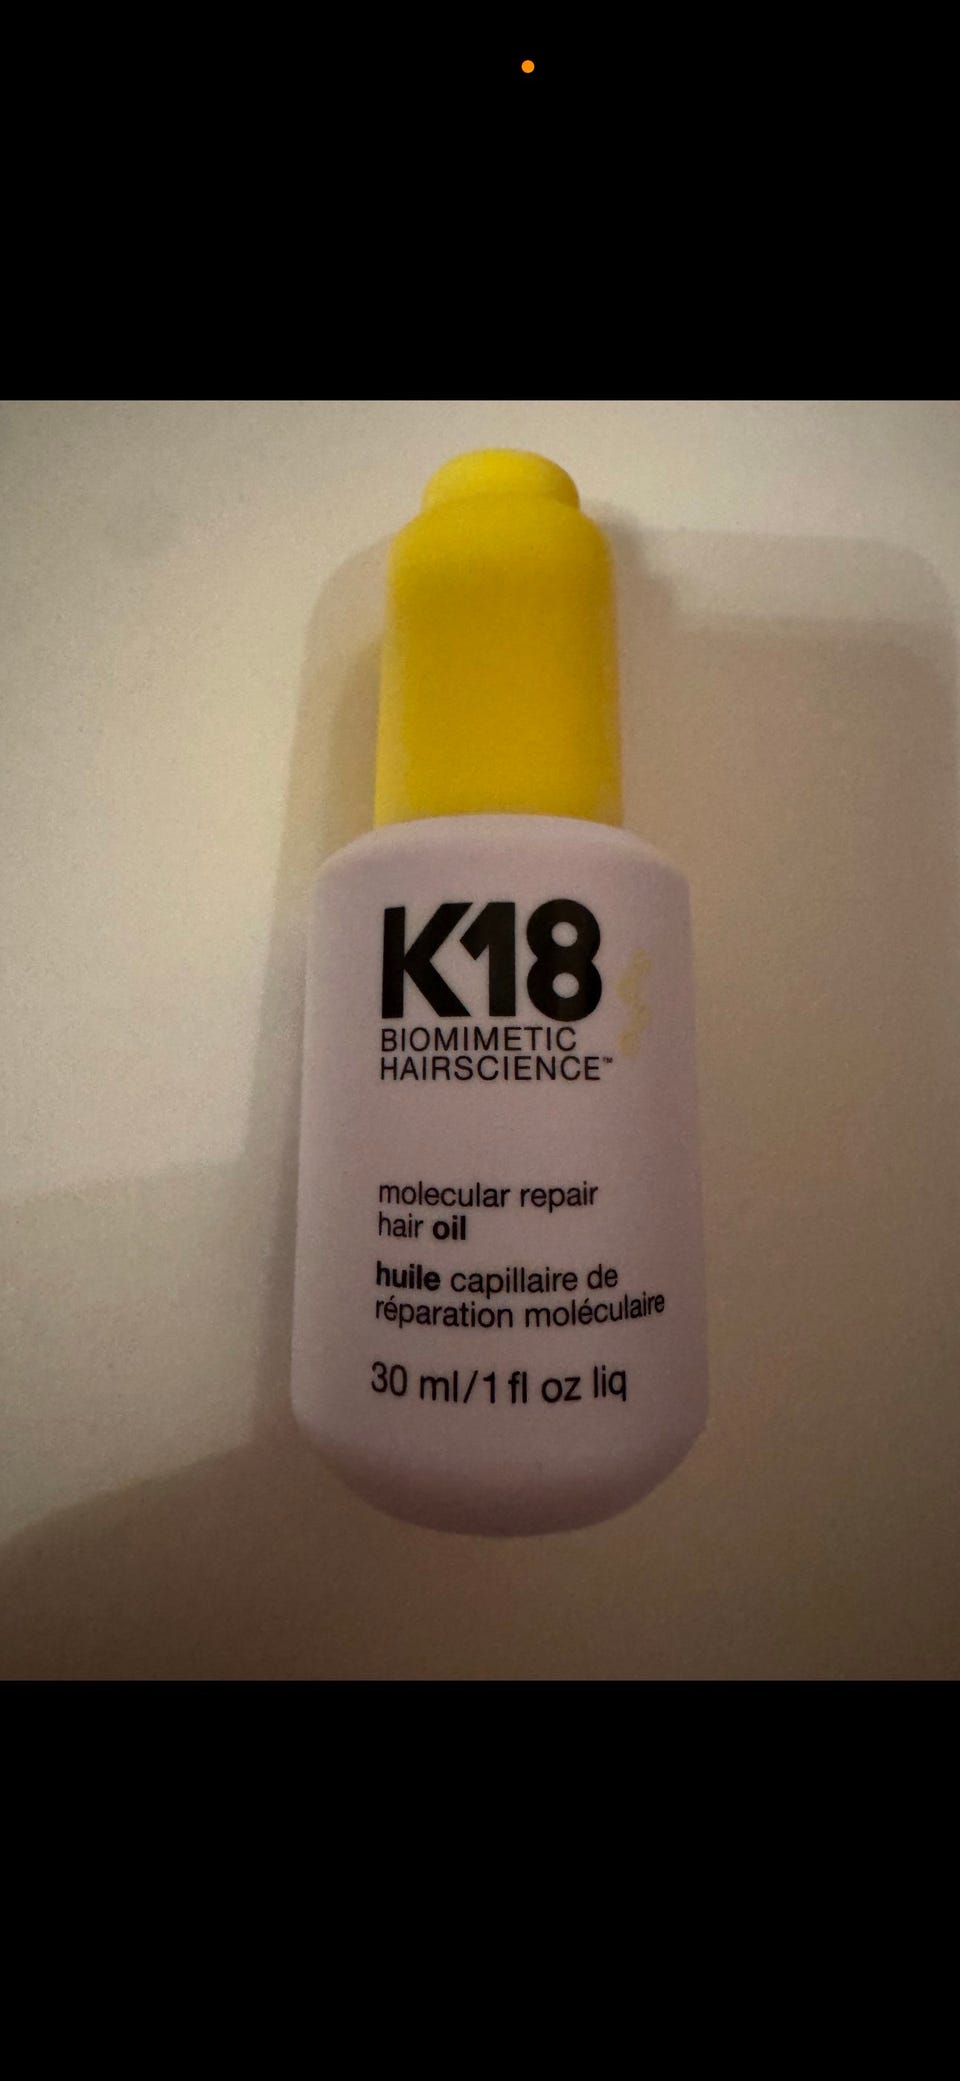 K18
BIOMIMETIC
HAIRSCIENCE™
molecular repair
hair oil
huile capillaire de
réparation moléculaire
30 ml/1 fl oz liq